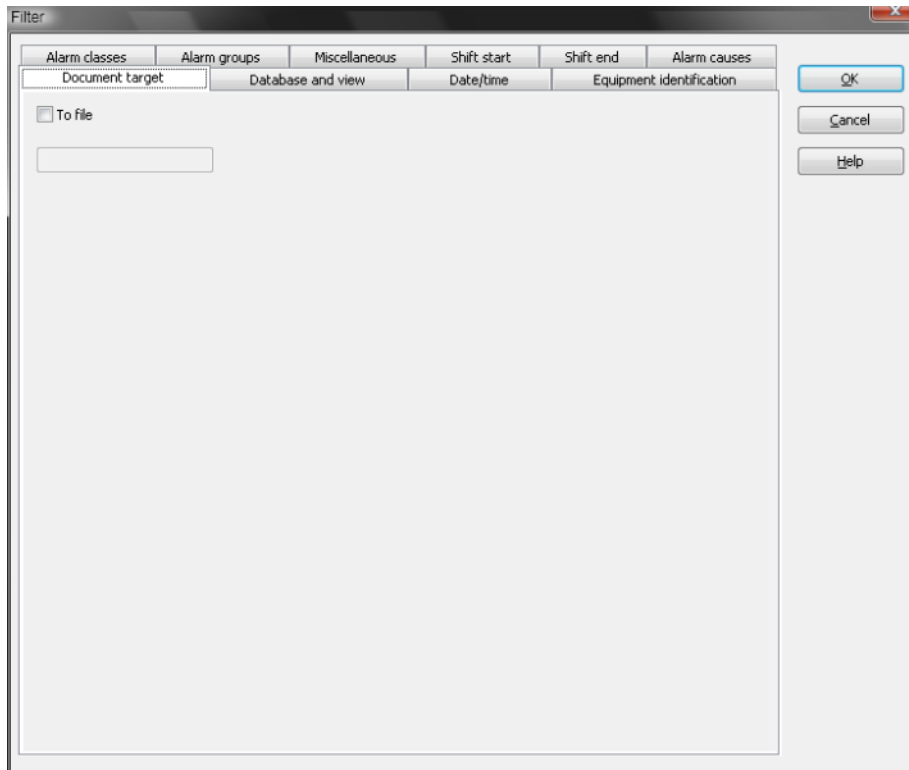 Filter
Alarm classes Alarm groups Miscellaneous Shift start Shift end Alarm causes
Document target Database and view Date/time Equipment identification
To file
OK
Cancel
Help